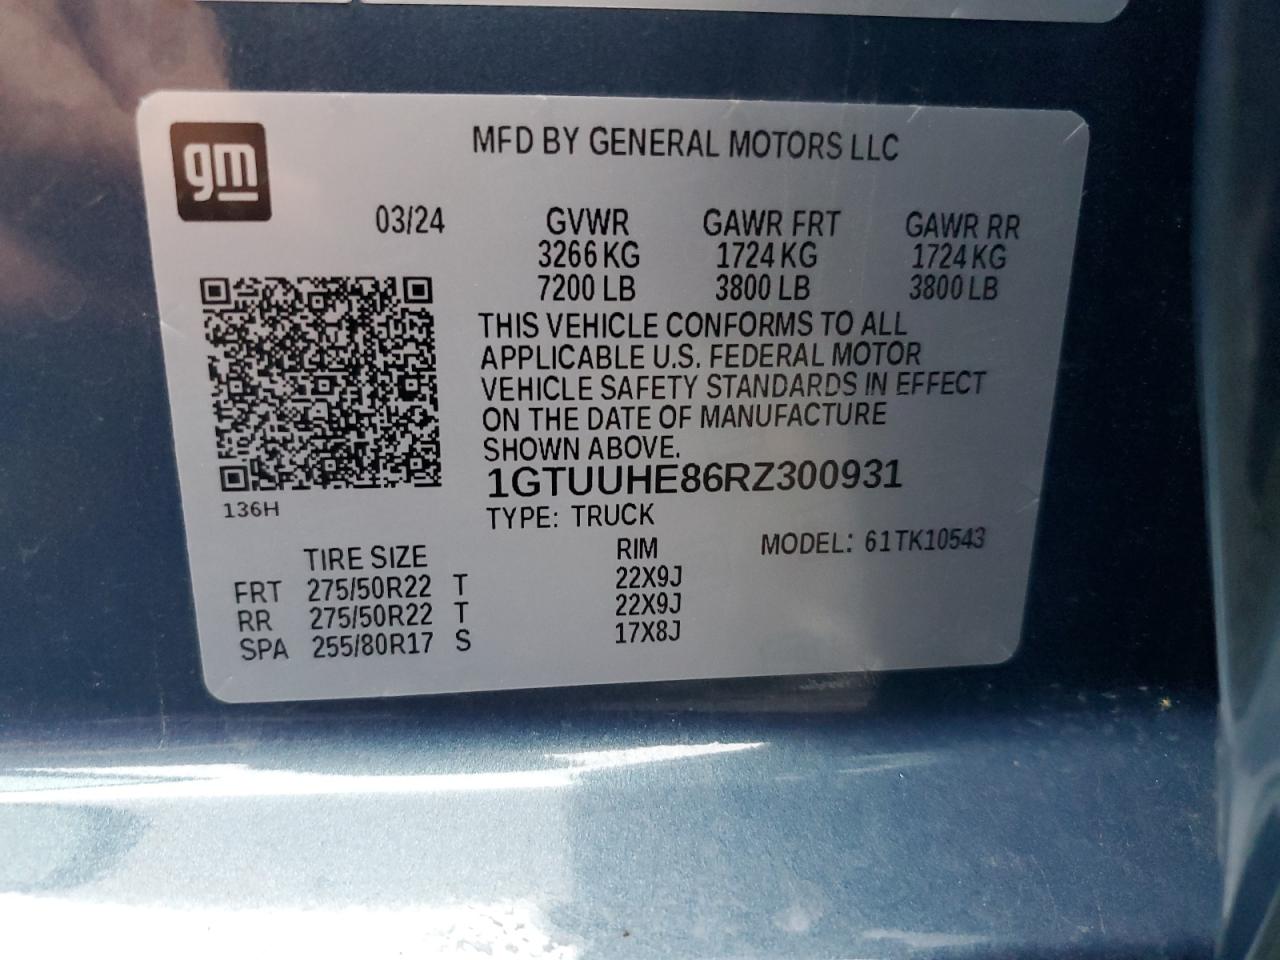 gm
MFD BY GENERAL MOTORS LLC
03/24 GVWR GAWR FRT GAWR RR
3266 KG 1724 KG 1724 KG
7200 LB 3800 LB 3800 LB
THIS VEHICLE CONFORMS TO ALL
APPLICABLE U.S. FEDERAL MOTOR
VEHICLE SAFETY STANDARDS IN EFFECT
ON THE DATE OF MANUFACTURE
SHOWN ABOVE.
1GTUUHE86RZ300931
136H
TYPE: TRUCK
TIRE SIZE RIM MODEL: 61TK10543
FRT 275/50R22 T 22X9J
RR 275/50R22 T 22X9J
SPA 255/80R17 S 17X8J